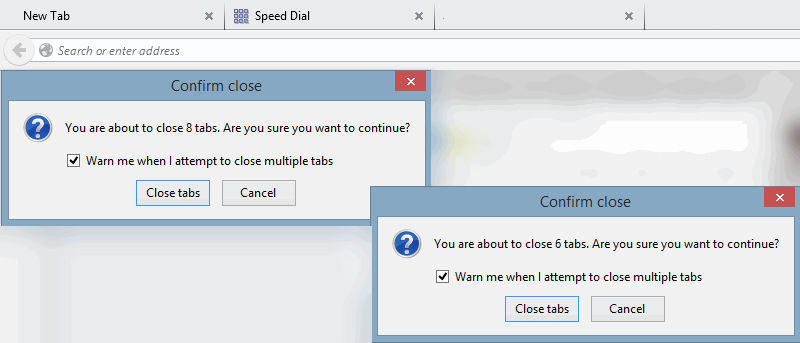 New Tab
Speed Dial
Search or enter address
Confirm close
You are about to close 8 tabs. Are you sure you want to continue?
Warn me when I attempt to close multiple tabs
Close tabs
Cancel
Confirm close
You are about to close 6 tabs. Are you sure you want to continue?
Warn me when I attempt to close multiple tabs
Close tabs
Cancel